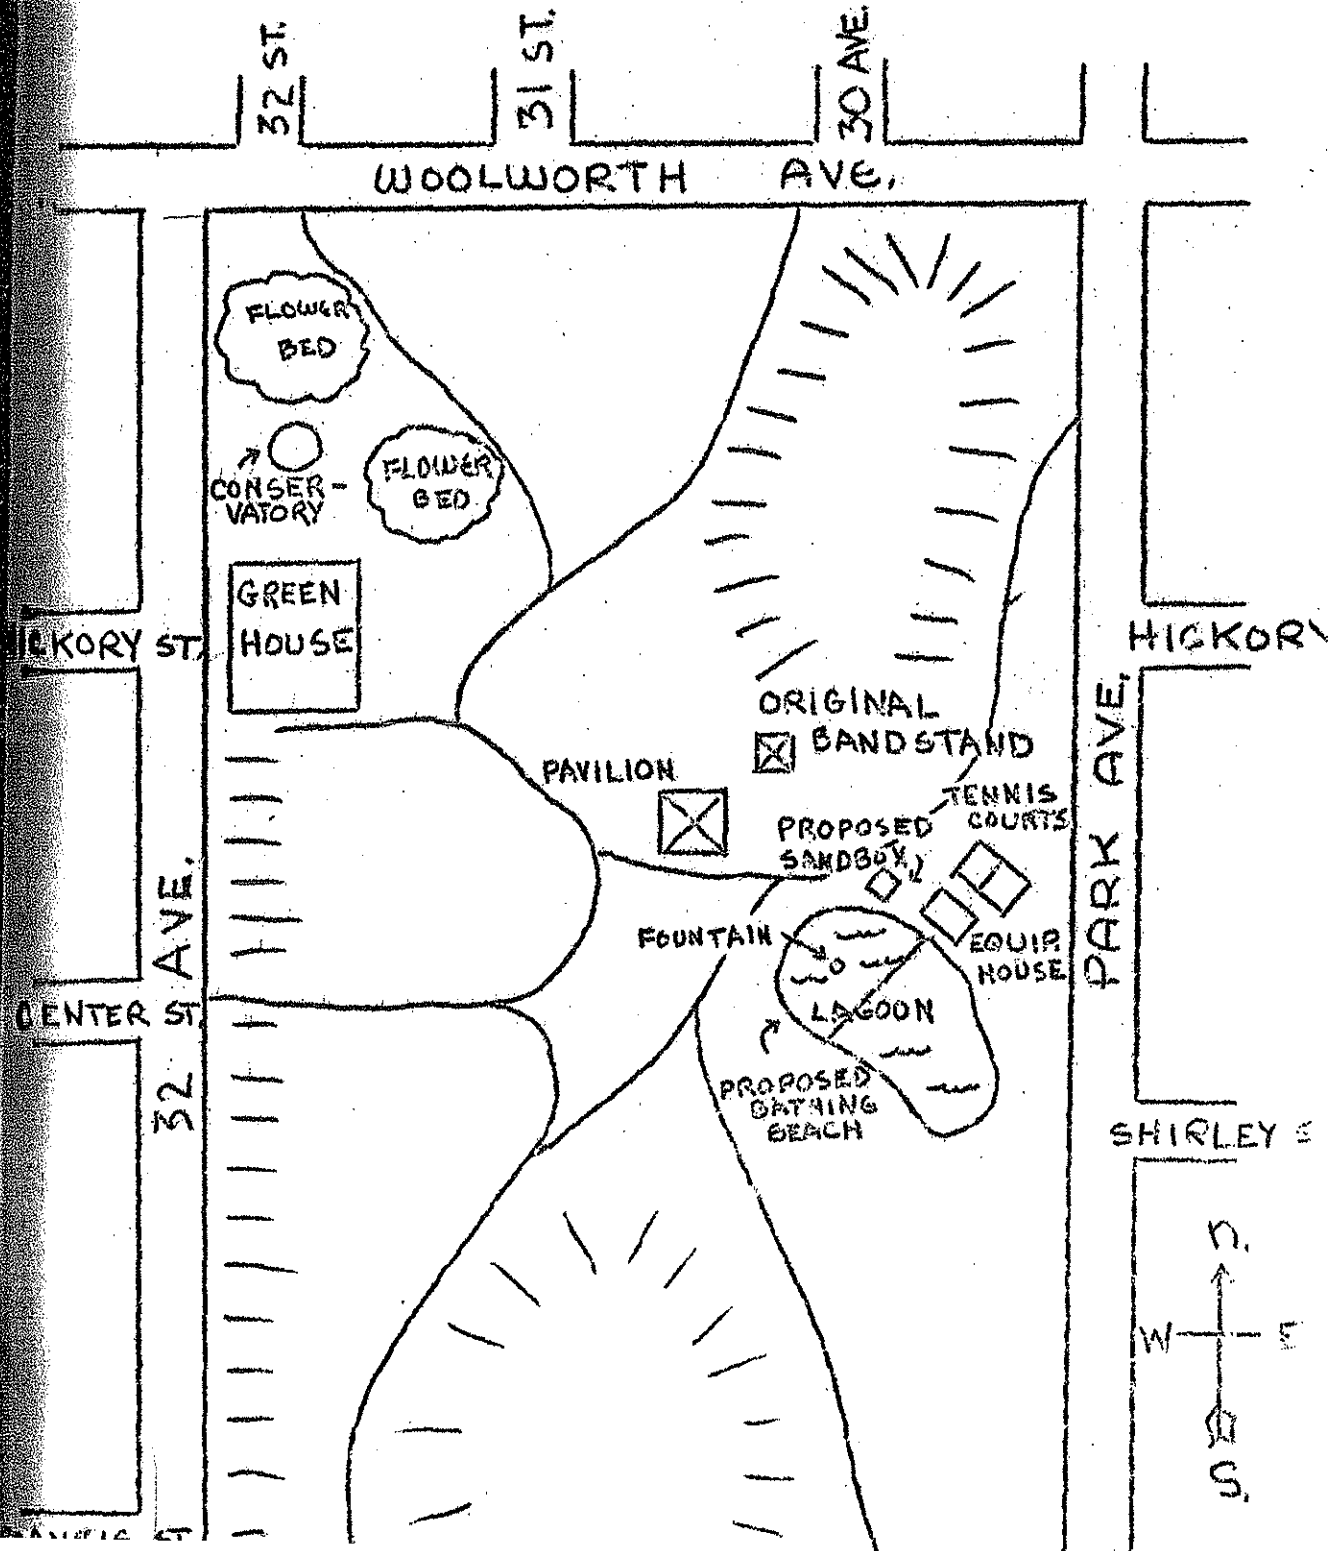 32 ST.
31 ST.
30 AVE.
WOOLWORTH AVE.
FLOWER
BED
CONSER-
VATORY
FLOWER
BED
GREEN
HOUSE
HICKORY ST.
HICKORY
ORIGINAL
BANDSTAND
PAVILION
TENNIS
COURTS
PROPOSED
SANDBOX
PARK AVE.
FOUNTAIN
EQUIP.
HOUSE
32 AVE.
CENTER ST.
LAGOON
PROPOSED
BATHING
BEACH
SHIRLEY S
N.
W E
S.